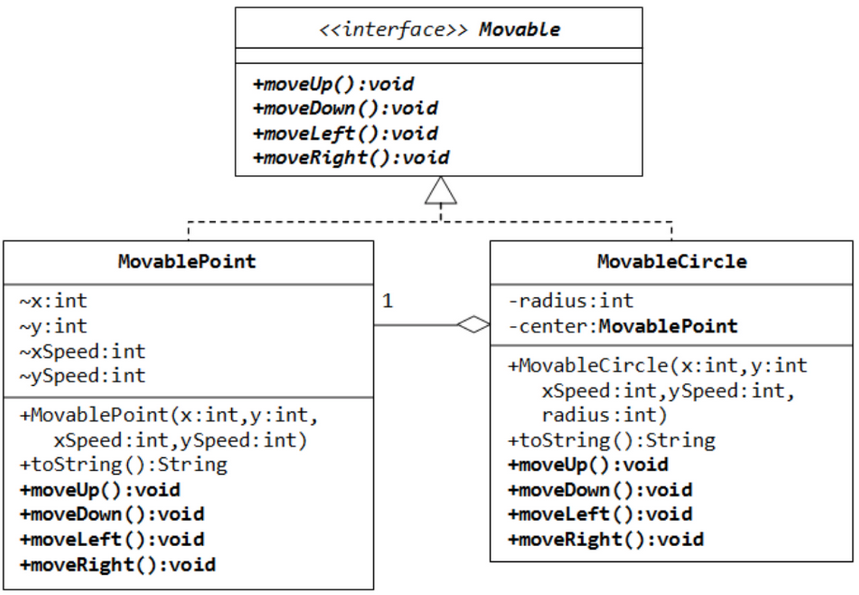 <<interface>> Movable
+moveUp():void
+moveDown():void
+moveLeft():void
+moveRight():void
MovablePoint
~x:int
~y:int
~xSpeed:int
~ySpeed:int
+MovablePoint(x:int,y:int,
xSpeed:int,ySpeed:int)
+toString():String
+moveUp():void
+moveDown():void
+moveLeft():void
+moveRight():void
1
MovableCircle
-radius:int
-center:MovablePoint
+MovableCircle(x:int,y:int
xSpeed:int,ySpeed:int,
radius:int)
+toString():String
+moveUp():void
+moveDown():void
+moveLeft():void
+moveRight():void